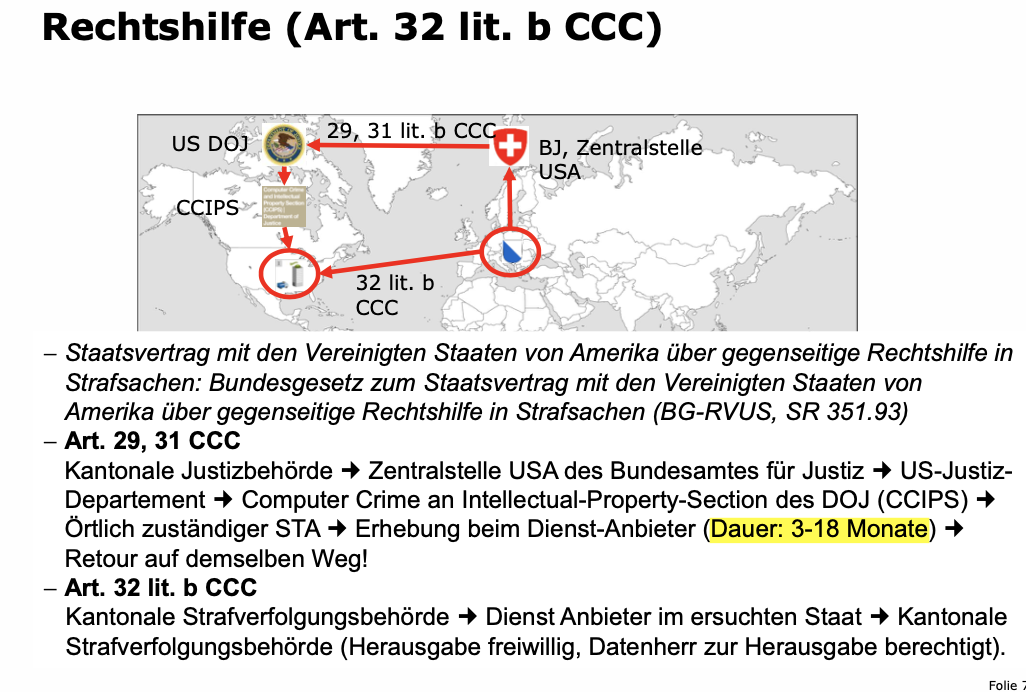 Rechtshilfe (Art. 32 lit. b CCC)
US DOJ
29, 31 lit. b CCC
BJ, Zentralstelle
USA
CCIPS
Computer Crime
and Intellectual
Property Section
(CCIPS) |
Department of
Justice
32 lit. b
CCC
– Staatsvertrag mit den Vereinigten Staaten von Amerika über gegenseitige Rechtshilfe in
Strafsachen: Bundesgesetz zum Staatsvertrag mit den Vereinigten Staaten von
Amerika über gegenseitige Rechtshilfe in Strafsachen (BG-RVUS, SR 351.93)
– Art. 29, 31 CCC
Kantonale Justizbehörde ➔ Zentralstelle USA des Bundesamtes für Justiz ➔ US-Justiz-
Departement ➔ Computer Crime an Intellectual-Property-Section des DOJ (CCIPS) ➔
Örtlich zuständiger STA ➔ Erhebung beim Dienst-Anbieter (Dauer: 3-18 Monate) ➔
Retour auf demselben Weg!
– Art. 32 lit. b CCC
Kantonale Strafverfolgungsbehörde ➔ Dienst Anbieter im ersuchten Staat ➔ Kantonale
Strafverfolgungsbehörde (Herausgabe freiwillig, Datenherr zur Herausgabe berechtigt).
Folie 7